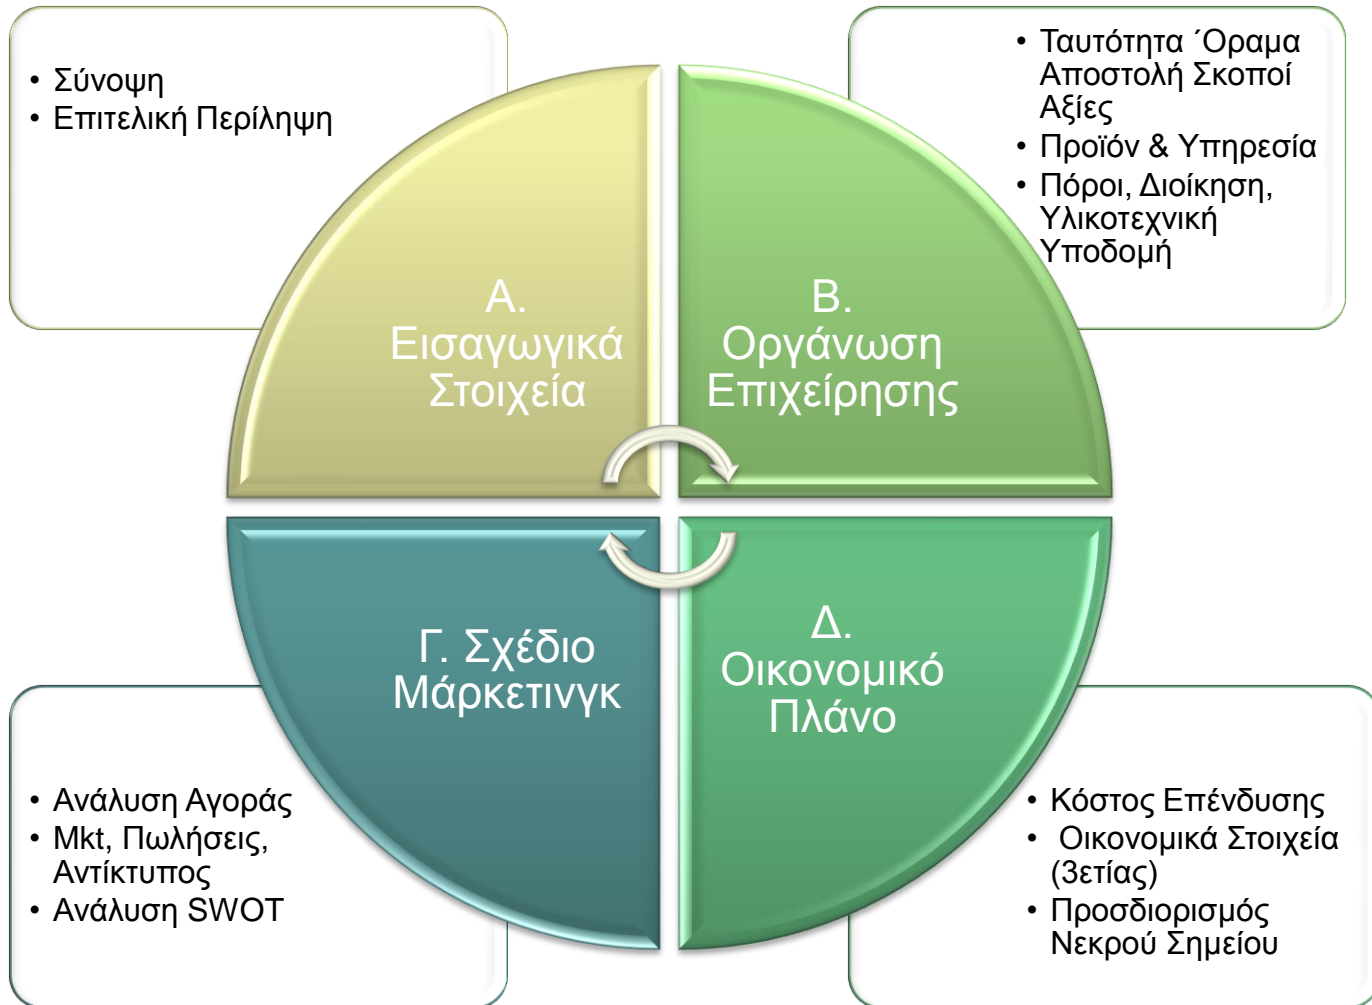 • Σύνοψη
• Επιτελική Περίληψη
• Ταυτότητα ΄Οραμα
Αποστολή Σκοποί
Αξίες
• Προϊόν & Υπηρεσία
• Πόροι, Διοίκηση,
Υλικοτεχνική
Υποδομή
Α.
Εισαγωγικά
Στοιχεία
Β.
Οργάνωση
Επιχείρησης
Γ. Σχέδιο
Μάρκετινγκ
Δ.
Οικονομικό
Πλάνο
• Ανάλυση Αγοράς
• Mkt, Πωλήσεις,
Αντίκτυπος
• Ανάλυση SWOT
• Κόστος Επένδυσης
• Οικονομικά Στοιχεία
(3ετίας)
• Προσδιορισμός
Νεκρού Σημείου